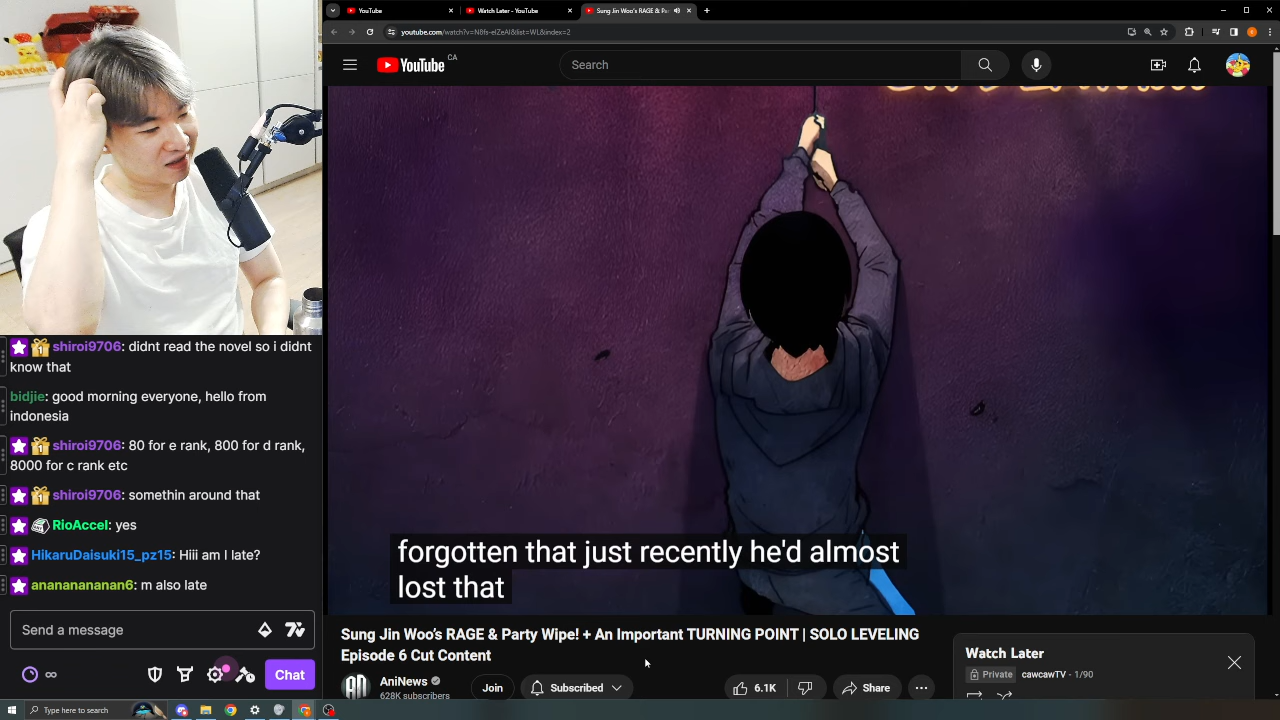 YouTube
Watch Later - YouTube
Sung Jin Woo's RAGE & Pa
youtube.com/watch?v=N8fs-elZeAI&list=WL&index=2
YouTube CA
Search
shiroi9706: didnt read the novel so i didnt
know that
bidjie: good morning everyone, hello from
indonesia
shiroi9706: 80 for e rank, 800 for d rank,
8000 for c rank etc
shiroi9706: somethin around that
RioAccel: yes
HikaruDaisuki15_pz15: Hiii am I late?
anananananan6: m also late
Send a message
Chat
forgotten that just recently he'd almost
lost that
Sung Jin Woo's RAGE & Party Wipe! + An Important TURNING POINT | SOLO LEVELING
Episode 6 Cut Content
AniNews
628K subscribers
Join
Subscribed
6.1K
Share
Watch Later
Private
cawcawTV - 1/90
Type here to search